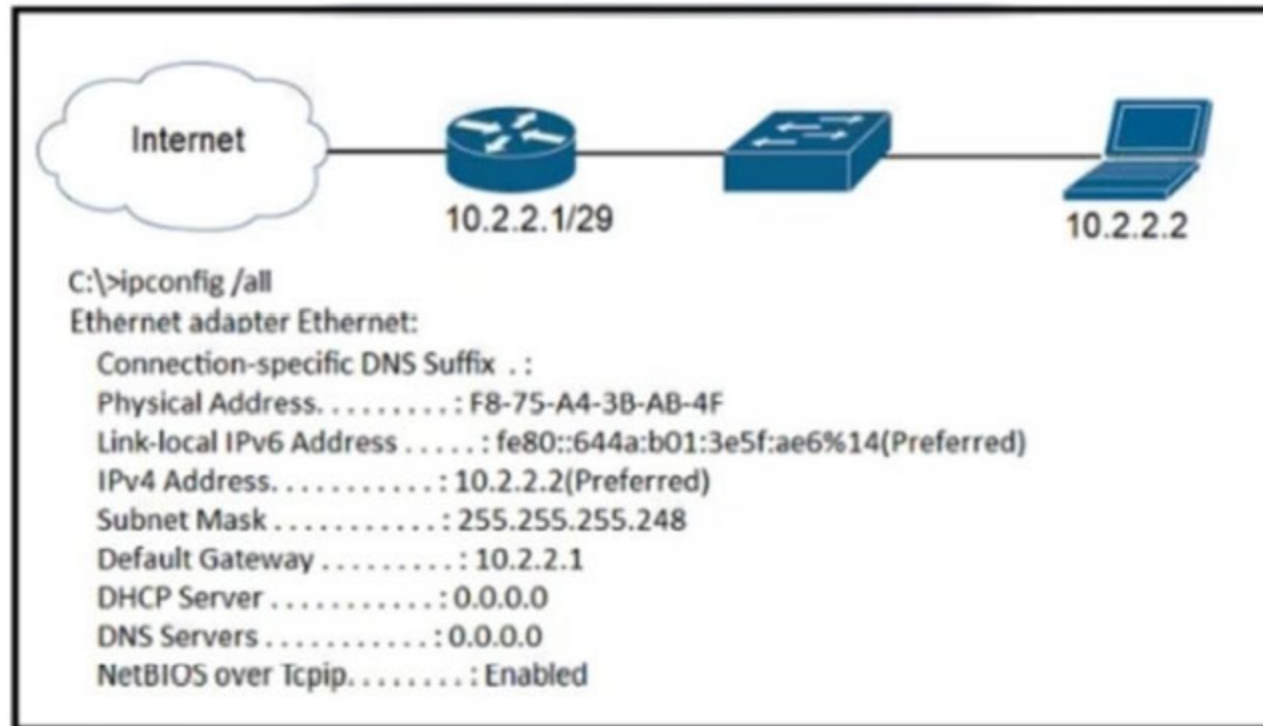 Internet
10.2.2.1/29
10.2.2.2
C:\>ipconfig /all
Ethernet adapter Ethernet:
Connection-specific DNS Suffix . :
Physical Address. . . . . . . . . : F8-75-A4-3B-AB-4F
Link-local IPv6 Address . . . . . : fe80::644a:b01:3e5f:ae6%14(Preferred)
IPv4 Address. . . . . . . . . . . : 10.2.2.2(Preferred)
Subnet Mask . . . . . . . . . . . : 255.255.255.248
Default Gateway . . . . . . . . . : 10.2.2.1
DHCP Server . . . . . . . . . . . : 0.0.0.0
DNS Servers . . . . . . . . . . . : 0.0.0.0
NetBIOS over Tcpip. . . . . . . . : Enabled